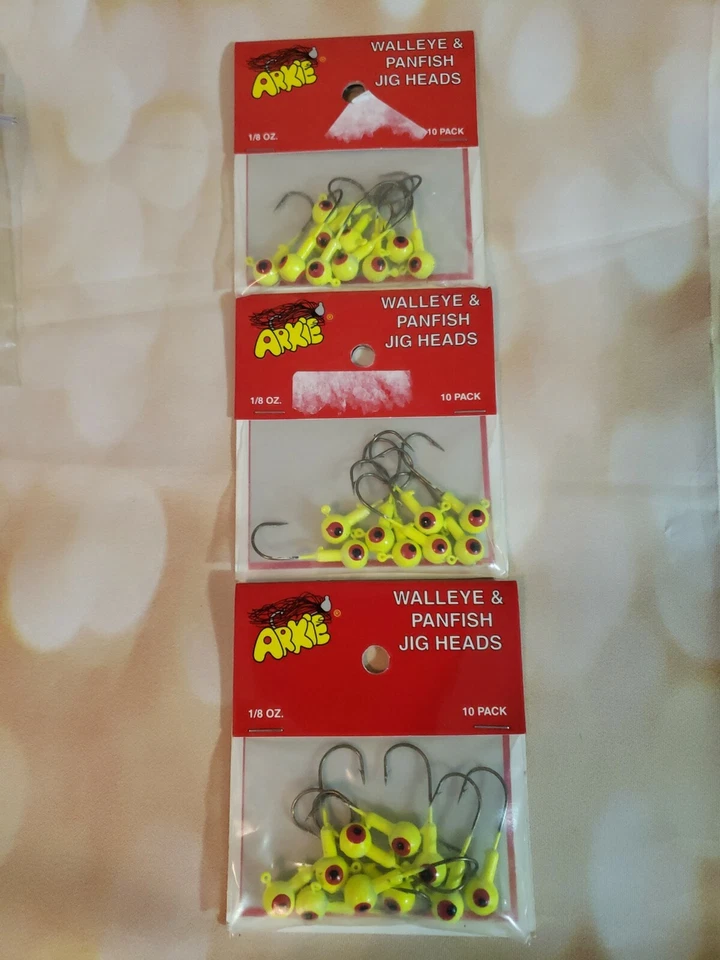 ARKIE ®
WALLEYE &
PANFISH
JIG HEADS
1/8 OZ.
10 PACK
ARKIE ®
WALLEYE &
PANFISH
JIG HEADS
1/8 OZ.
10 PACK
ARKIE ®
WALLEYE &
PANFISH
JIG HEADS
1/8 OZ.
10 PACK